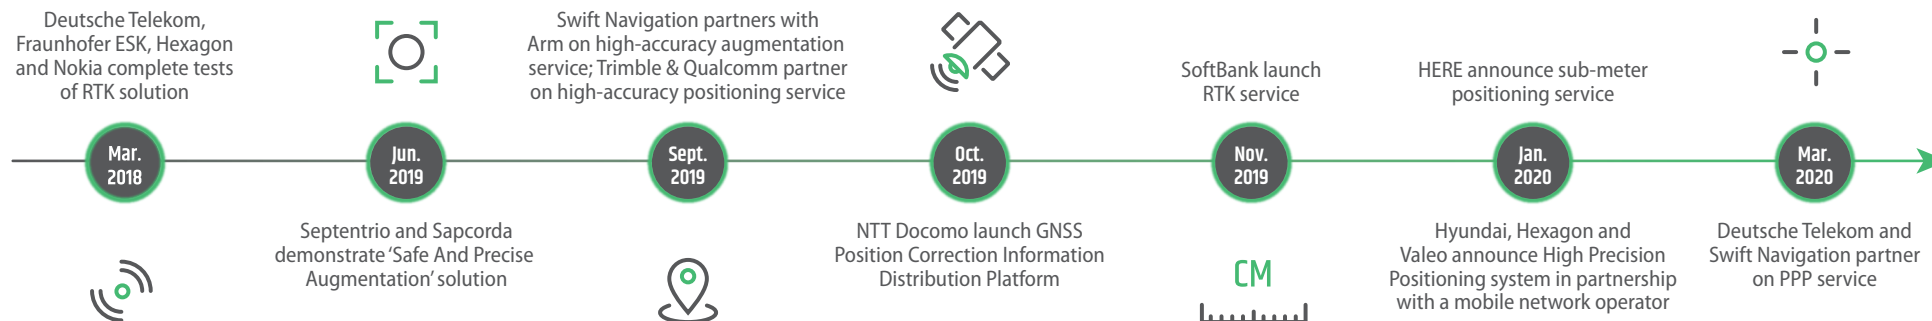 Deutsche Telekom,
Fraunhofer ESK, Hexagon
and Nokia complete tests
of RTK solution
Mar.
2018
Jun.
2019
Septentrio and Sapcorda
demonstrate ‘Safe And Precise
Augmentation’ solution
Swift Navigation partners with
Arm on high-accuracy augmentation
service; Trimble & Qualcomm partner
on high-accuracy positioning service
Sept.
2019
Oct.
2019
NTT Docomo launch GNSS
Position Correction Information
Distribution Platform
SoftBank launch
RTK service
Nov.
2019
CM
HERE announce sub-meter
positioning service
Jan.
2020
Hyundai, Hexagon and
Valeo announce High Precision
Positioning system in partnership
with a mobile network operator
Mar.
2020
Deutsche Telekom and
Swift Navigation partner
on PPP service